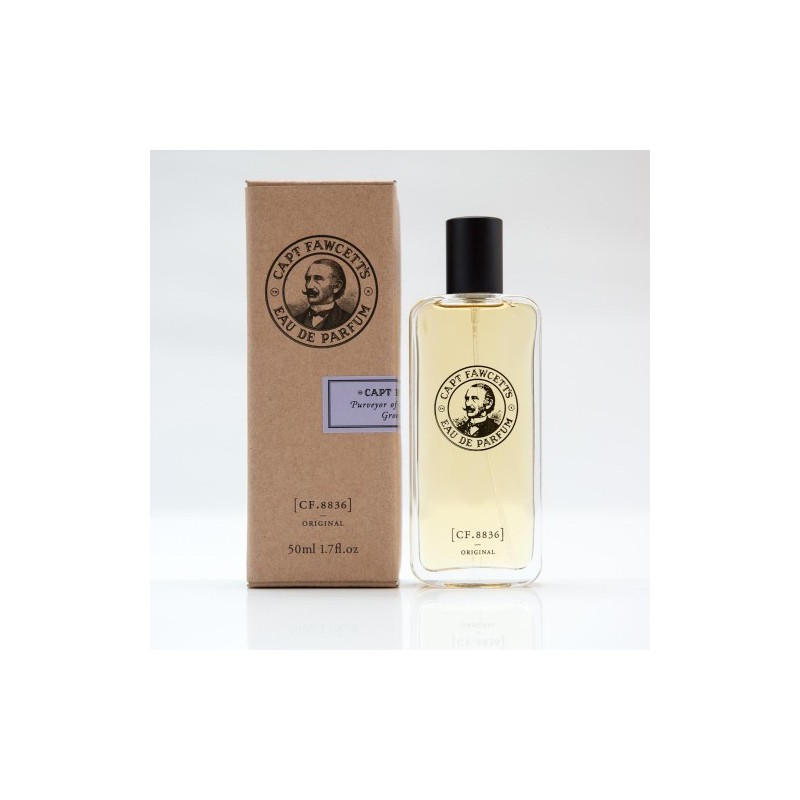 CAPT FAWCETT'S
EAU DE PARFUM
CAPT
Purveyor of
[CF.8836]
ORIGINAL
50ml 1.7fl.oz
CAPT FAWCETT'S
EAU DE PARFUM
[CF.8836]
ORIGINAL